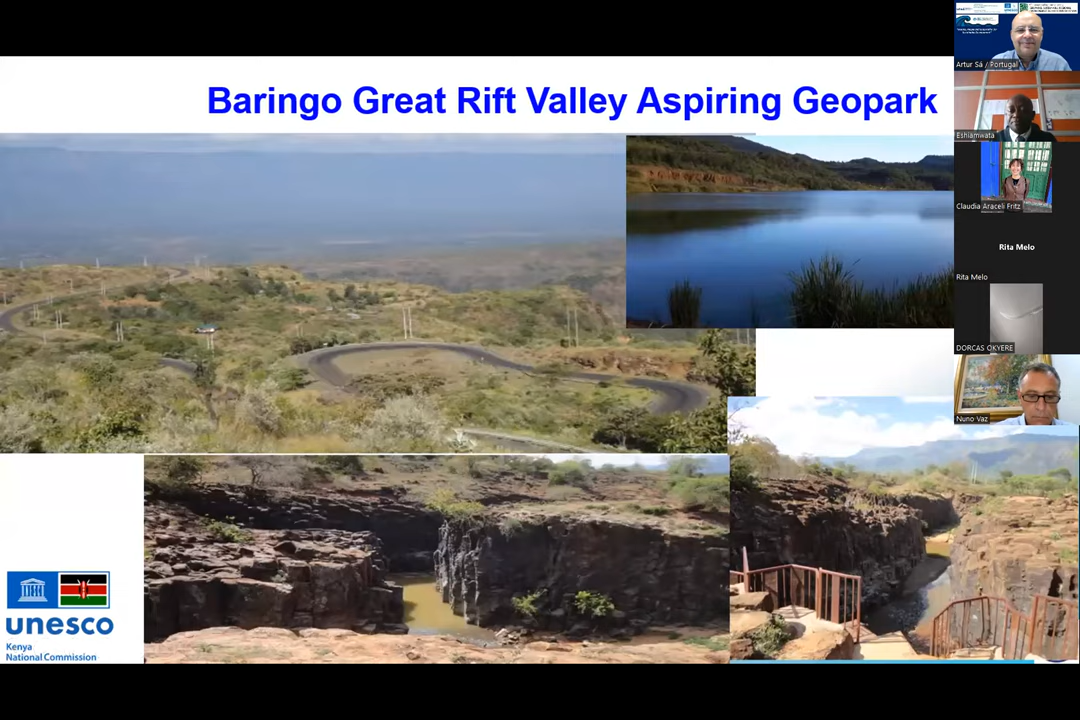 Baringo Great Rift Valley Aspiring Geopark
Artur Sá / Portugal
Eshiamwata
Claudia Araceli Fritz
Rita Melo
Rita Melo
DORCAS OKYERE
Nuno Vaz
unesco
Kenya
National Commission